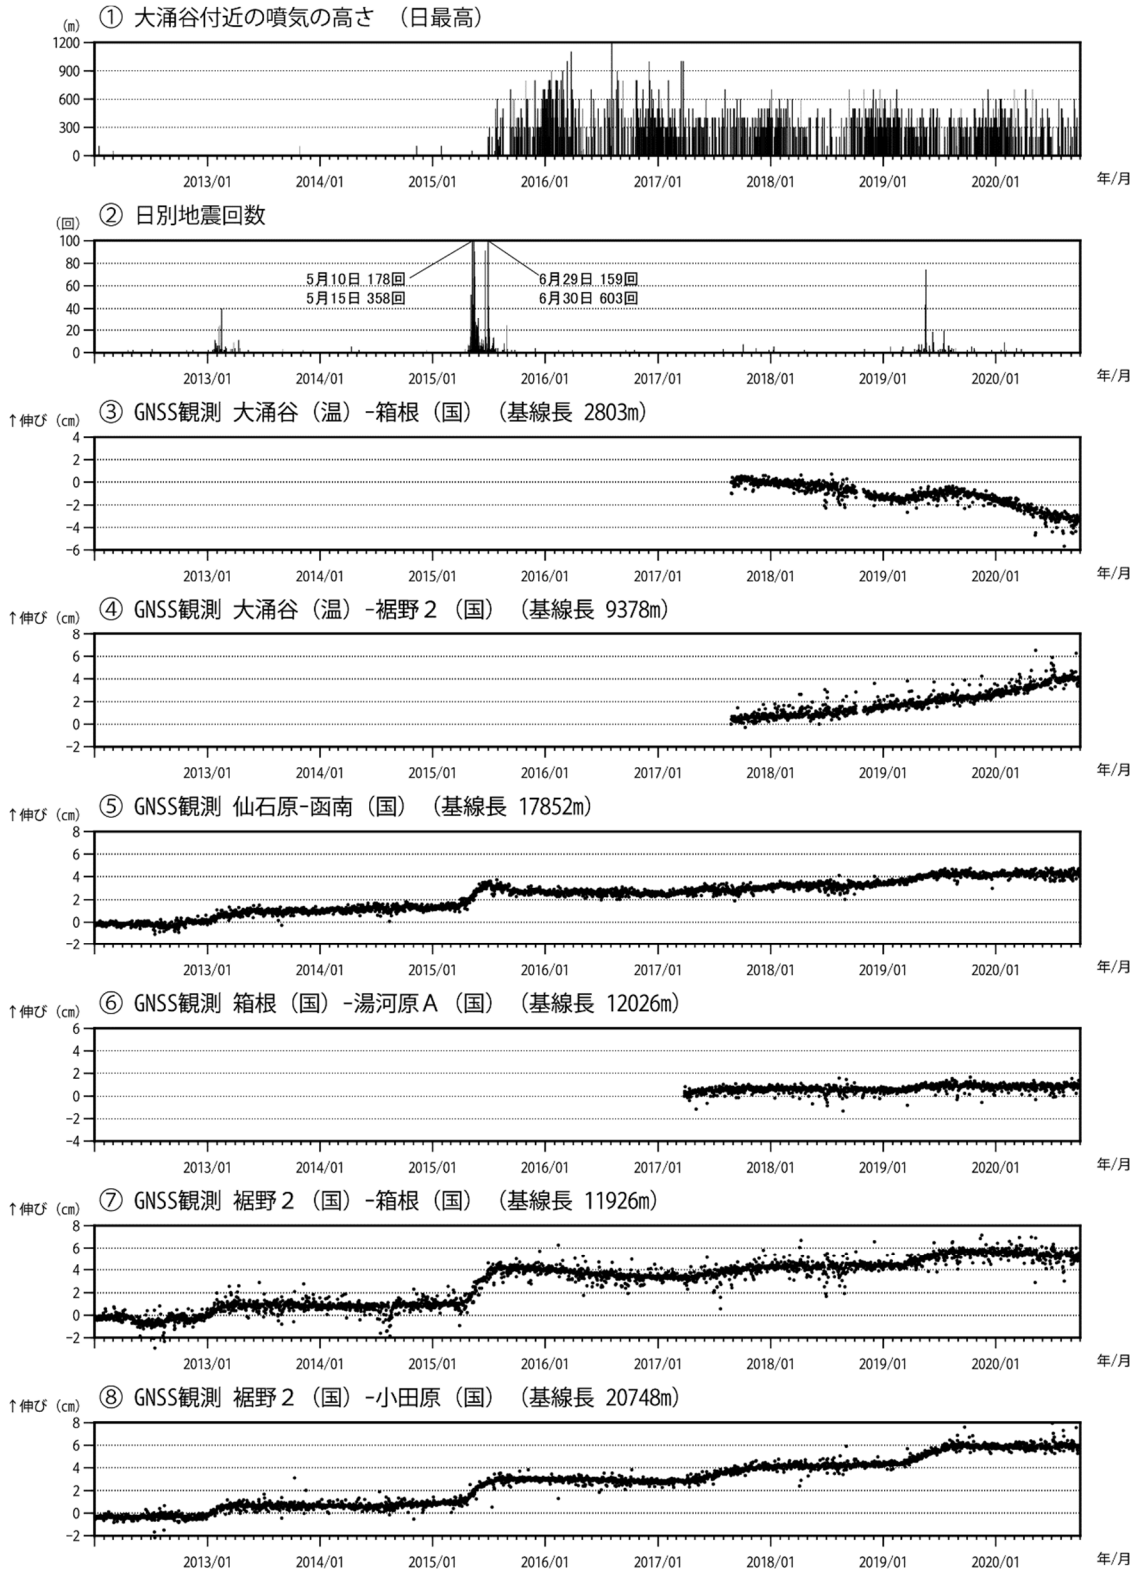 ① 大涌谷付近の噴気の高さ （日最高）
(m)
1200
900
600
300
0
2013/01 2014/01 2015/01 2016/01 2017/01 2018/01 2019/01 2020/01 年/月
② 日別地震回数
(回)
100
80
60
40
20
0
5月10日 178回
5月15日 358回
6月29日 159回
6月30日 603回
2013/01 2014/01 2015/01 2016/01 2017/01 2018/01 2019/01 2020/01 年/月
③ GNSS観測 大涌谷（温）-箱根（国）（基線長 2803m）
↑伸び (cm)
4
2
0
-2
-4
-6
2013/01 2014/01 2015/01 2016/01 2017/01 2018/01 2019/01 2020/01 年/月
④ GNSS観測 大涌谷（温）-裾野２（国）（基線長 9378m）
↑伸び (cm)
8
6
4
2
0
-2
2013/01 2014/01 2015/01 2016/01 2017/01 2018/01 2019/01 2020/01 年/月
⑤ GNSS観測 仙石原-函南（国）（基線長 17852m）
↑伸び (cm)
8
6
4
2
0
-2
2013/01 2014/01 2015/01 2016/01 2017/01 2018/01 2019/01 2020/01 年/月
⑥ GNSS観測 箱根（国）-湯河原Ａ（国）（基線長 12026m）
↑伸び (cm)
6
4
2
0
-2
-4
2013/01 2014/01 2015/01 2016/01 2017/01 2018/01 2019/01 2020/01 年/月
⑦ GNSS観測 裾野２（国）-箱根（国）（基線長 11926m）
↑伸び (cm)
8
6
4
2
0
-2
2013/01 2014/01 2015/01 2016/01 2017/01 2018/01 2019/01 2020/01 年/月
⑧ GNSS観測 裾野２（国）-小田原（国）（基線長 20748m）
↑伸び (cm)
8
6
4
2
0
-2
2013/01 2014/01 2015/01 2016/01 2017/01 2018/01 2019/01 2020/01 年/月